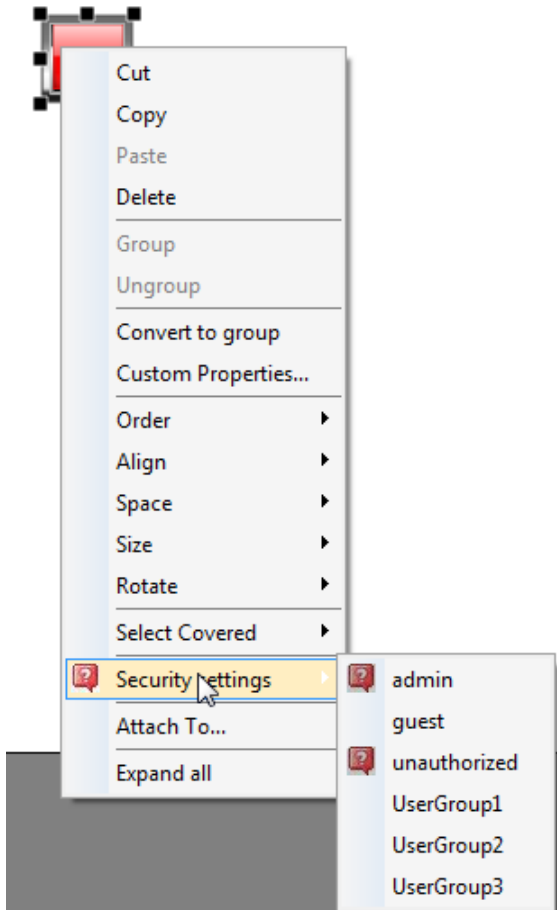 Cut
Copy
Paste
Delete
Group
Ungroup
Convert to group
Custom Properties...
Order
Align
Space
Size
Rotate
Select Covered
Security settings
Attach To...
Expand all
admin
guest
unauthorized
UserGroup1
UserGroup2
UserGroup3